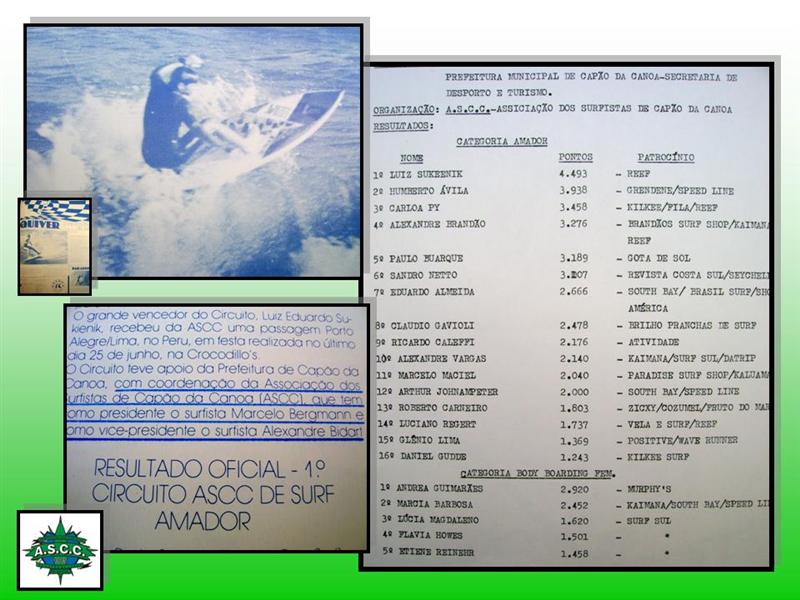 PREFEITURA MUNICIPAL DE CAPÃO DA CANOA-SECRETARIA DE
DESPORTO E TURISMO.
ORGANIZAÇÃO: A.S.C.C.-ASSICIAÇÃO DOS SURFISTAS DE CAPÃO DA CANOA
RESULTADOS:
CATEGORIA AMADOR
NOME PONTOS PATROCÍNIO
1º LUIZ SUKEENIK 4.493 - REEF
2º HUMBERTO ÁVILA 3.938 - GRENDENE/SPEED LINE
3º CARLOA PY 3.458 - KILKEE/FILA/REEF
4º ALEXANDRE BRANDÃO 3.276 - BRANDÃOS SURF SHOP/KAIMANA
REEF
5º PAULO BUARQUE 3.189 - GOTA DE SOL
6º SANDRO NETTO 3.207 - REVISTA COSTA SUL/SEYCHELL
7º EDUARDO ALMEIDA 2.666 - SOUTH BAY/ BRASIL SURF/SO
AMÉRICA
8º CLAUDIO GAVIOLI 2.478 - BRILHO PRANCHAS DE SURF
9º RICARDO CALEFFI 2.176 - ATIVIDADE
10º ALEXANDRE VARGAS 2.140 - KAIMANA/SURF SUL/DATRIP
11º MARCELO MACIEL 2.040 - PARADISE SURF SHOP/KALUAMA
12º ARTHUR JOHNAMPETER 2.000 - SOUTH BAY/SPEED LINE
13º ROBERTO CARNEIRO 1.803 - ZICXY/COZUMEL/FRUTO DO MAR
14º LUCIANO REGERT 1.737 - VELA E SURF/REEF
15º GLÊNIO LIMA 1.369 - POSITIVE/WAVE RUNNER
16º DANIEL GUDDE 1.243 - KILKEE SURF
CATEGORIA BODY BOARDING FEM.
1º ANDREA GUIMARÃES 2.920 - MURPHY'S
2º MARCIA BARBOSA 2.452 - KAIMANA/SOUTH BAY/SPEED LIN
3º LÚCIA MAGDALENO 1.620 - SURF SUL
4º FLAVIA HOWES 1.501 - *
5º ETIENE REINEHR 1.458 - *
QUIVER
O grande vencedor do Circuito, Luiz Eduardo Su-
kienik, recebeu da ASCC uma passagem Porto
Alegre/Lima, no Peru, em festa realizada no último
dia 25 de junho, na Crocodillo's.
O Circuito teve apoio da Prefeitura de Capão da
Canoa, com coordenação da Associação dos
Surfistas de Capão da Canoa (ASCC), que tem
como presidente o surfista Marcelo Bergmann e
como vice-presidente o surfista Alexandre Bidart
RESULTADO OFICIAL - 1º
CIRCUITO ASCC DE SURF
AMADOR
A.S.C.C.